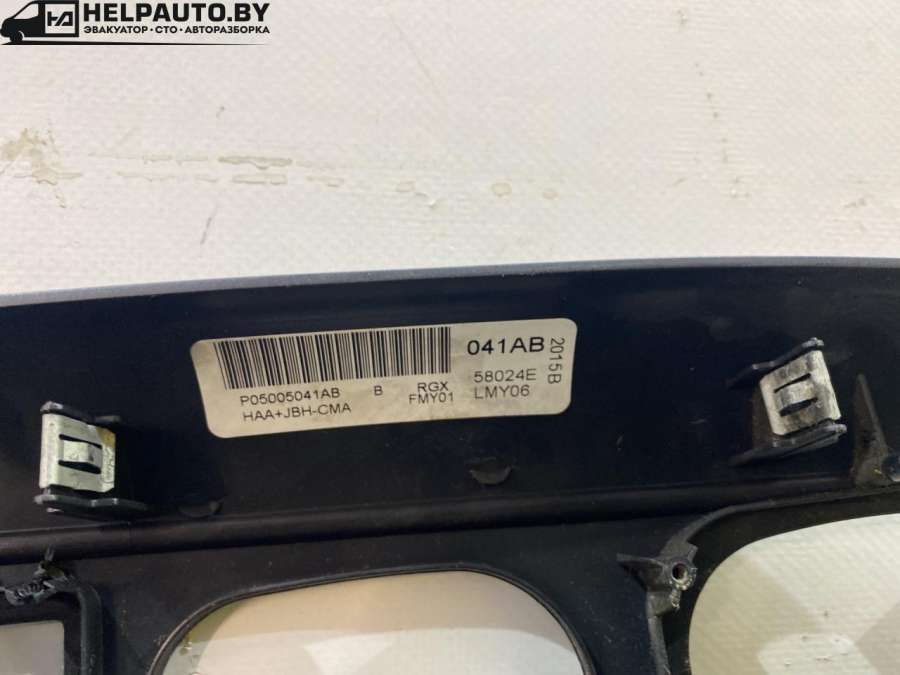 HELPAUTO.BY
ЭВАКУАТОР · СТО · АВТОРАЗБОРКА
041AB
2015B
P05005041AB B RGX 58024E
HAA+JBH-CMA FMY01 LMY06